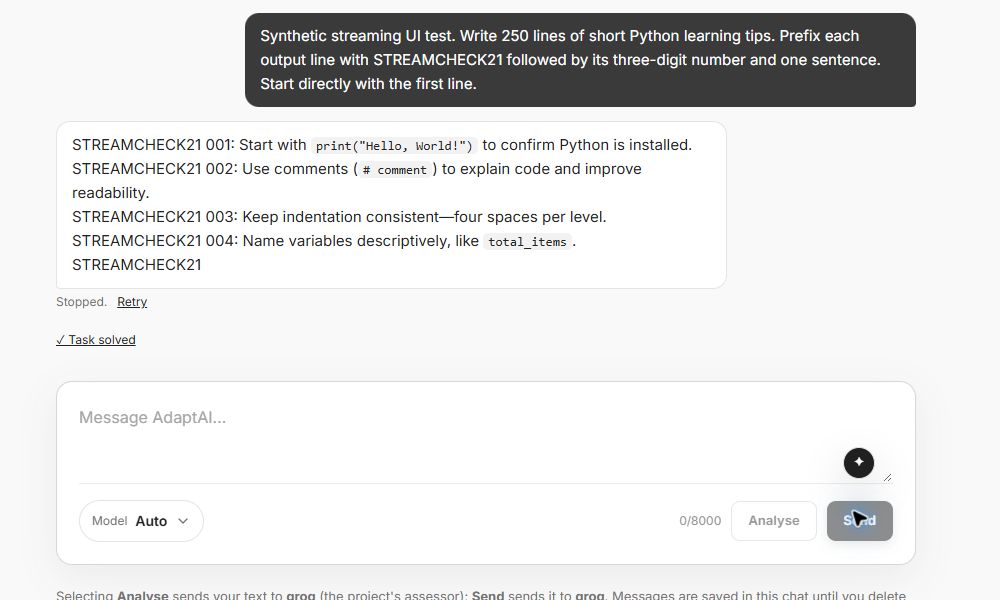 Synthetic streaming UI test. Write 250 lines of short Python learning tips. Prefix each
output line with STREAMCHECK21 followed by its three-digit number and one sentence.
Start directly with the first line.
STREAMCHECK21 001: Start with print("Hello, World!") to confirm Python is installed.
STREAMCHECK21 002: Use comments ( # comment ) to explain code and improve
readability.
STREAMCHECK21 003: Keep indentation consistent—four spaces per level.
STREAMCHECK21 004: Name variables descriptively, like total_items .
STREAMCHECK21
Stopped. Retry
✓ Task solved
Message AdaptAI...
Model Auto 0/8000 Analyse Send
Selecting Analyse sends your text to groq (the project's assessor); Send sends it to groq. Messages are saved in this chat until you delete